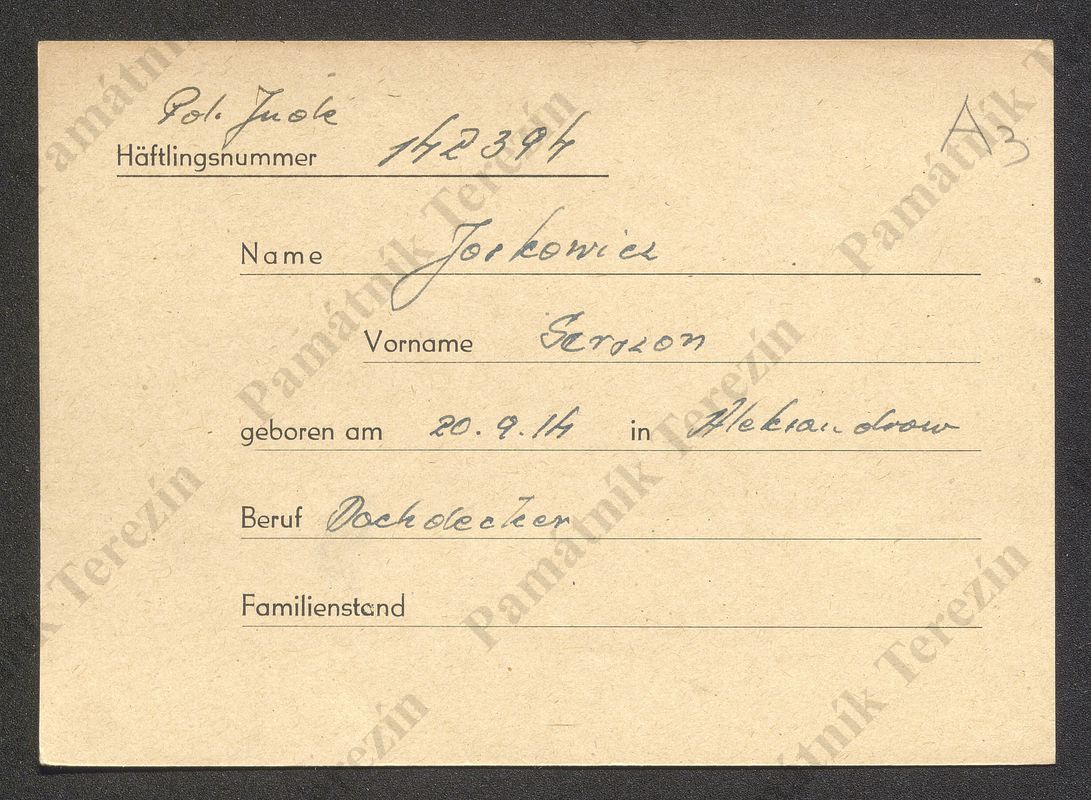 Pol. Jude
A3
Häftlingsnummer 142394
Name Joskowicz
Vorname Gerszon
geboren am 20.9.14 in Aleksandrow
Beruf Dachdecker
Familienstand
Památník Terezín